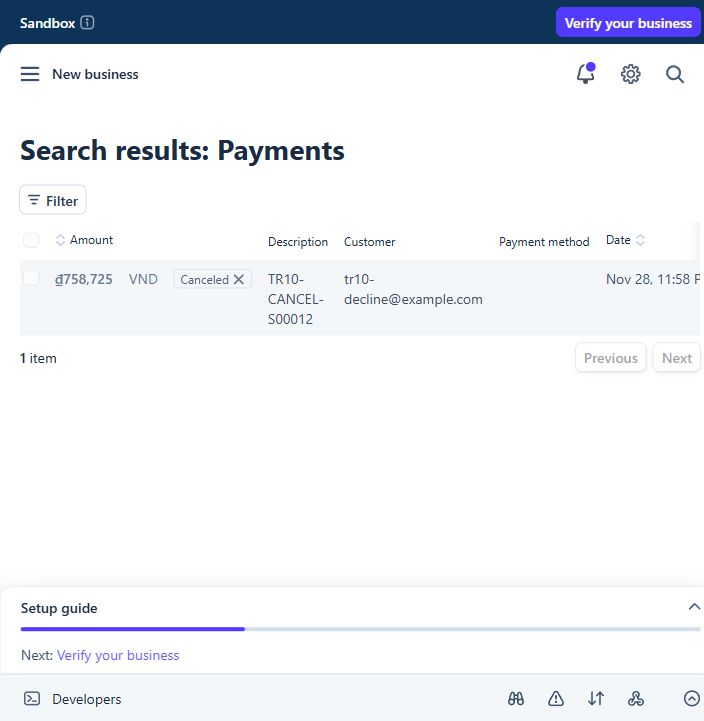 Sandbox
Verify your business
New business
Search results: Payments
Filter
Amount Description Customer Payment method Date
₫758,725 VND Canceled TR10- tr10- Nov 28, 11:58 P
CANCEL- decline@example.com
S00012
1 item Previous Next
Setup guide
Next: Verify your business
Developers